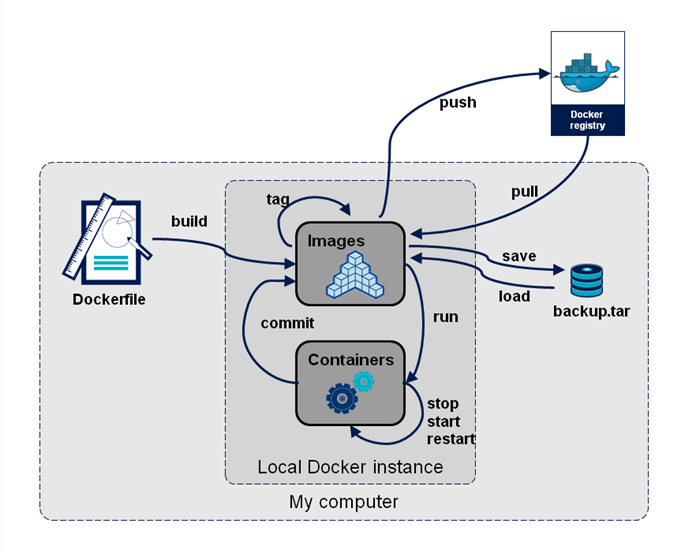 push
Docker
registry
pull
tag
build
Images
save
Dockerfile
load
backup.tar
commit
run
Containers
stop
start
restart
Local Docker instance
My computer